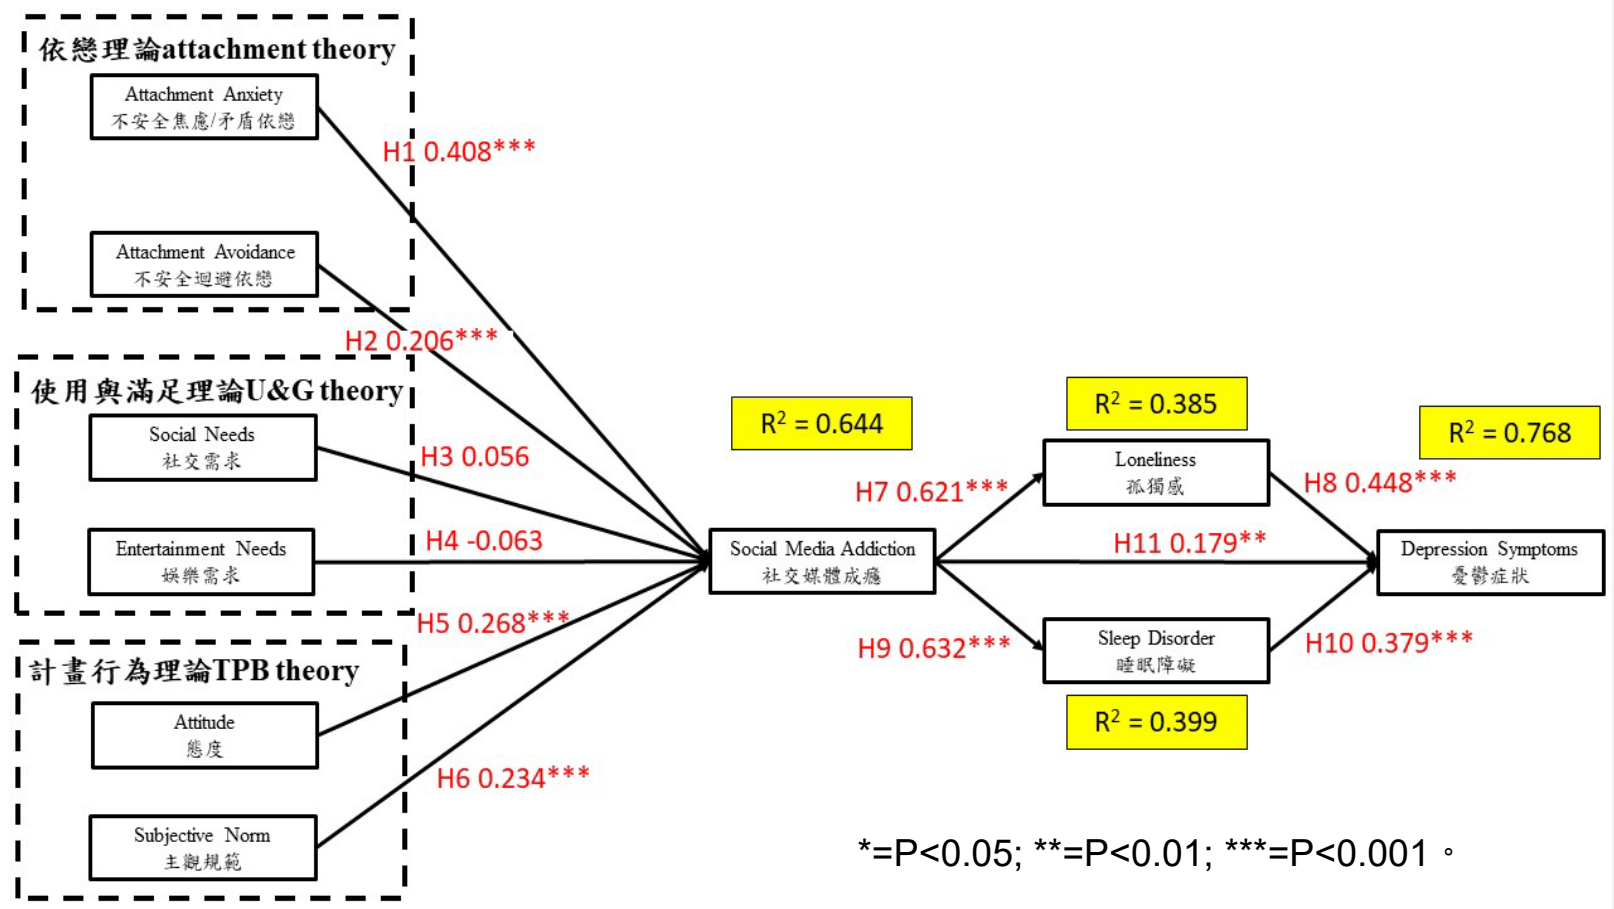 依戀理論attachment theory
Attachment Anxiety
不安全焦慮/矛盾依戀
H1 0.408***
Attachment Avoidance
不安全迴避依戀
H2 0.206***
使用與滿足理論U&G theory
Social Needs
社交需求
H3 0.056
Entertainment Needs
娛樂需求
H4 -0.063
H5 0.268***
計畫行為理論TPB theory
Attitude
態度
H6 0.234***
Subjective Norm
主觀規範
R² = 0.644
Social Media Addiction
社交媒體成癮
R² = 0.385
Loneliness
孤獨感
H7 0.621***
H8 0.448***
H11 0.179**
H9 0.632***
Sleep Disorder
睡眠障礙
H10 0.379***
R² = 0.399
R² = 0.768
Depression Symptoms
憂鬱症狀
*=P<0.05; **=P<0.01; ***=P<0.001。